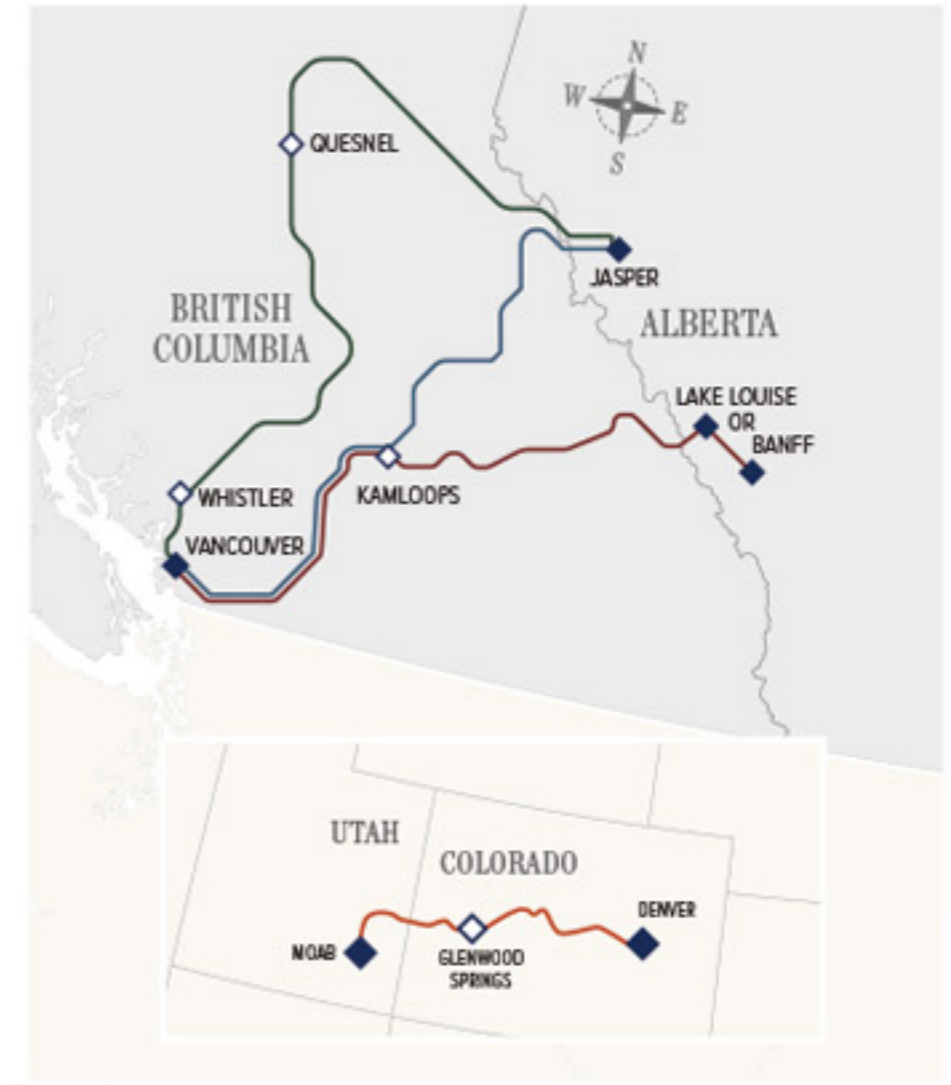 N
W
E
S
QUESNEL
JASPER
BRITISH
COLUMBIA
ALBERTA
LAKE LOUISE
OR
BANFF
KAMLOOPS
WHISTLER
VANCOUVER
UTAH
COLORADO
DENVER
MOAB
GLENWOOD
SPRINGS